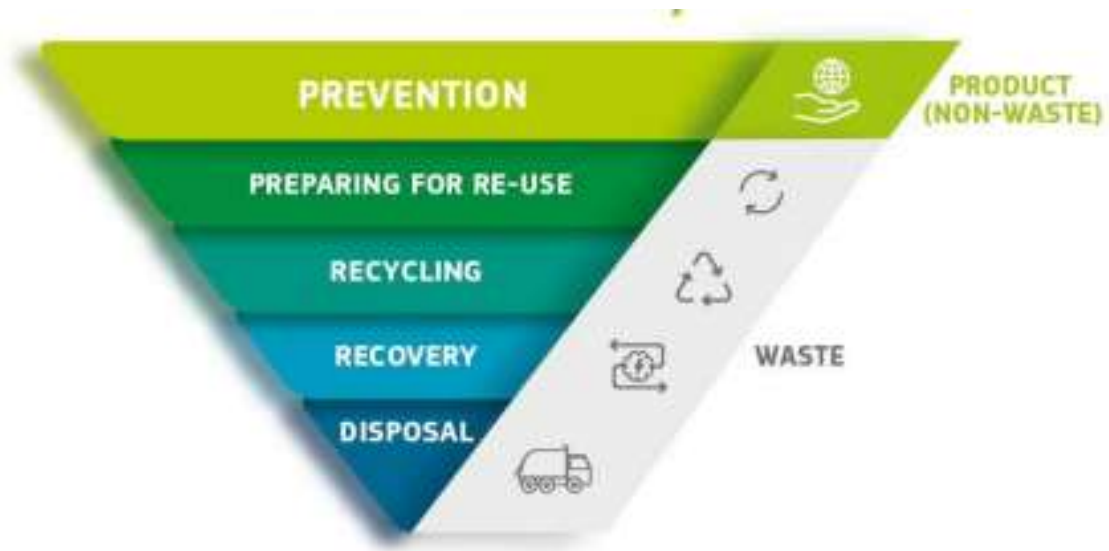 PREVENTION
PRODUCT
(NON-WASTE)
PREPARING FOR RE-USE
RECYCLING
RECOVERY
WASTE
DISPOSAL